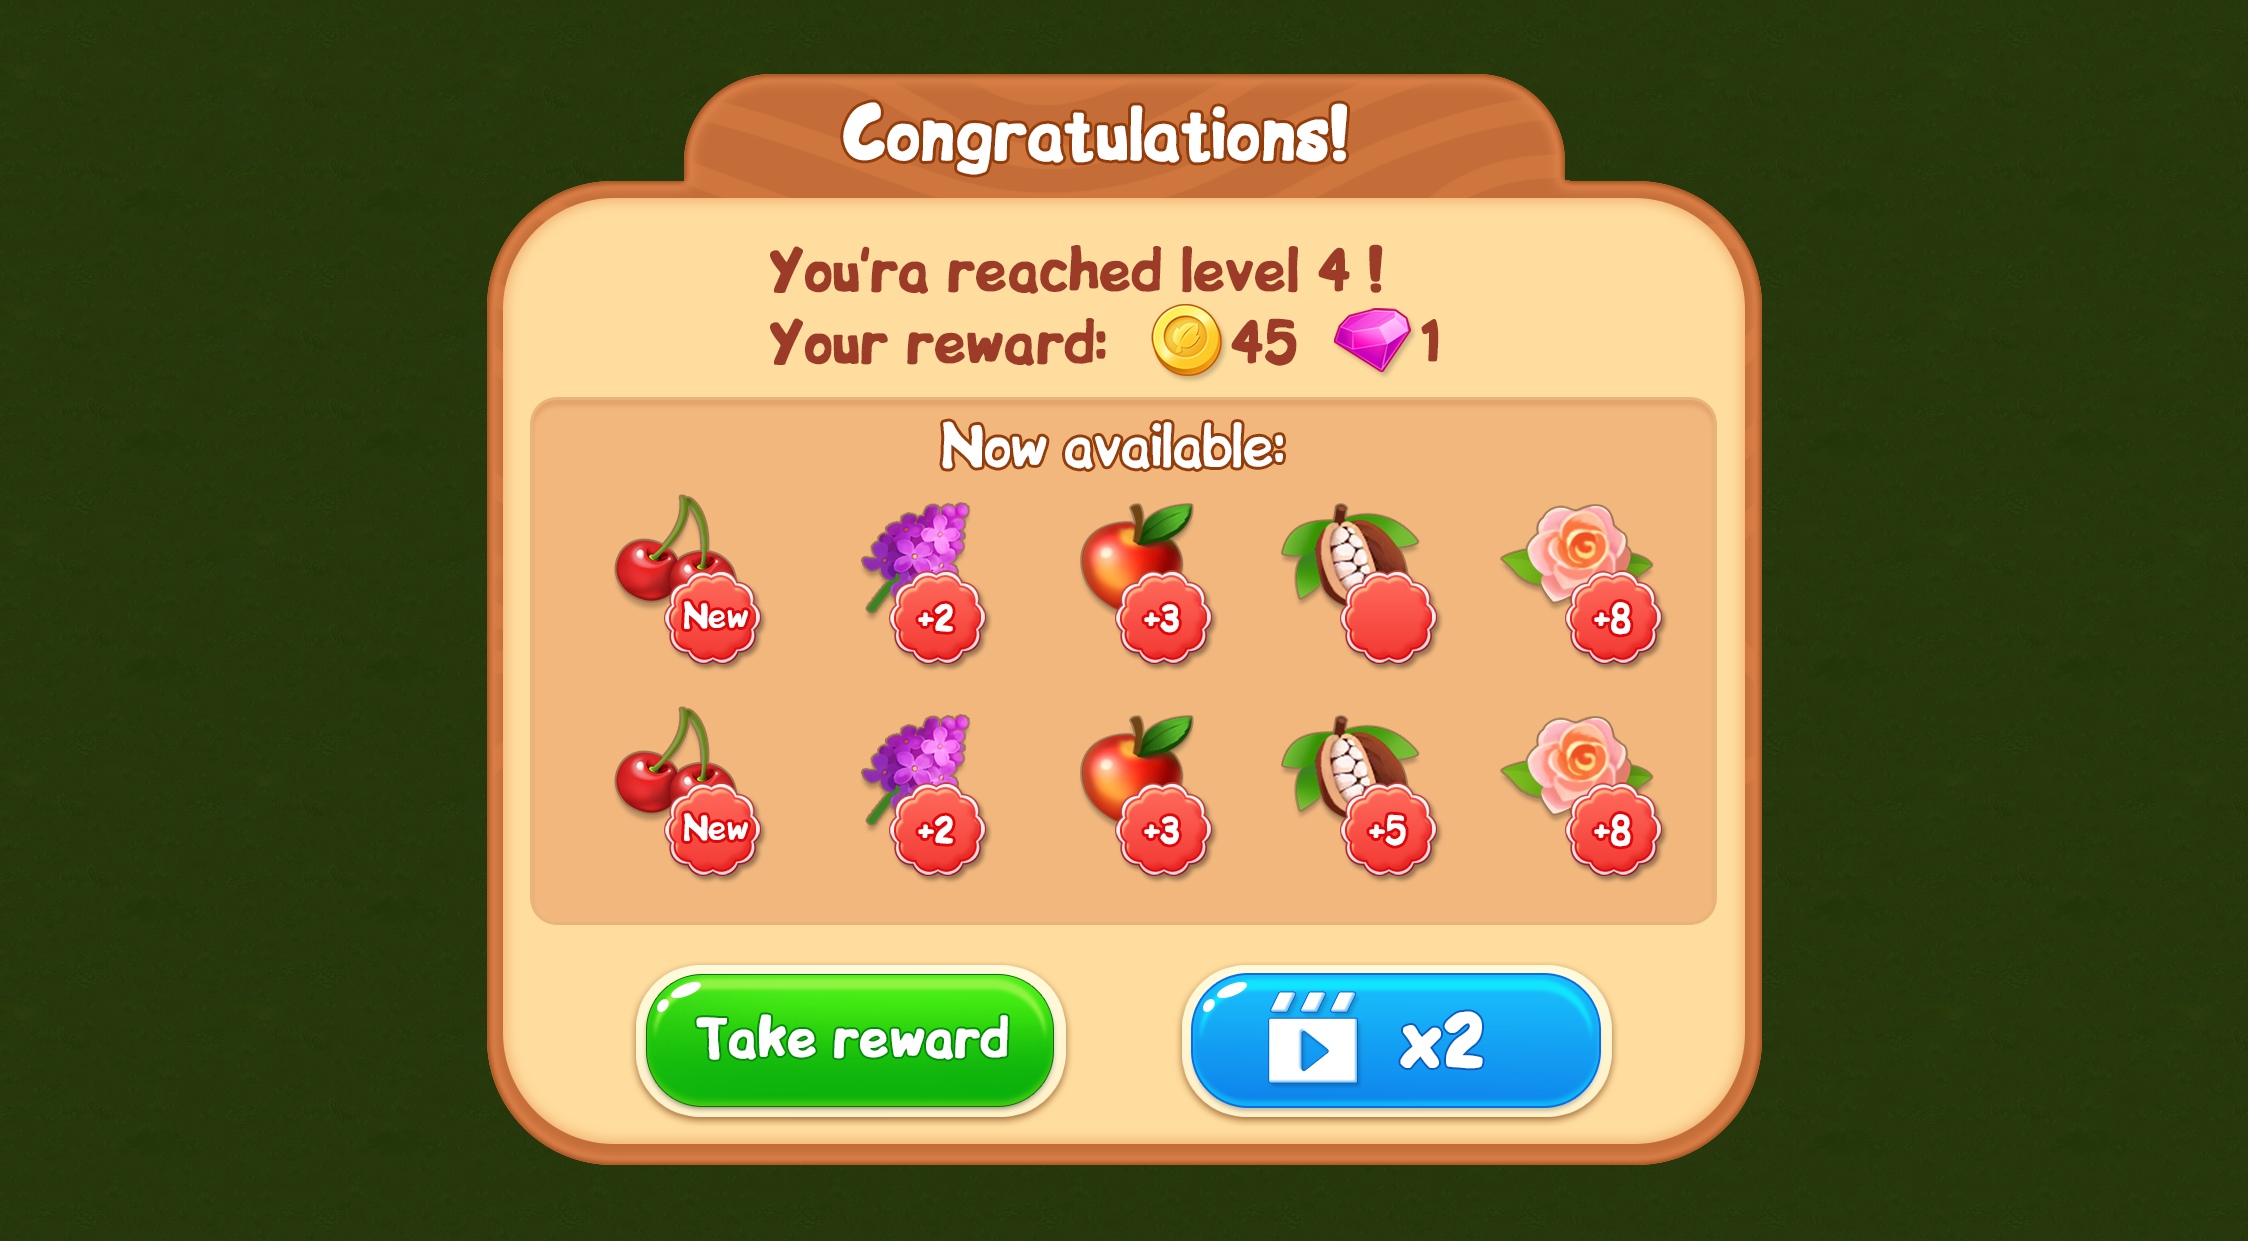 Congratulations!
You'ra reached level 4 !
Your reward: 45 1
Now available:
New +2 +3 +8
New +2 +3 +5 +8
Take reward x2